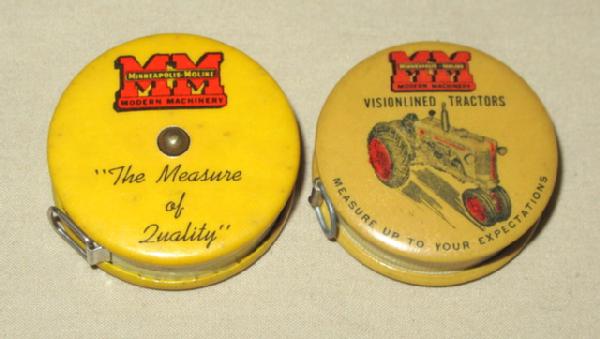 MM
MINNEAPOLIS-MOLINE
MODERN MACHINERY
"The Measure
of
Quality"
MM
MINNEAPOLIS-MOLINE
MODERN MACHINERY
VISIONLINED TRACTORS
MEASURE UP TO YOUR EXPECTATIONS